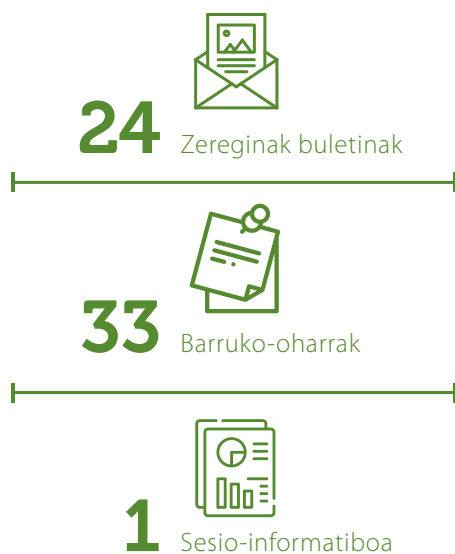 24 Zereginak buletinak
33 Barruko-oharrak
1 Sesio-informatiboa